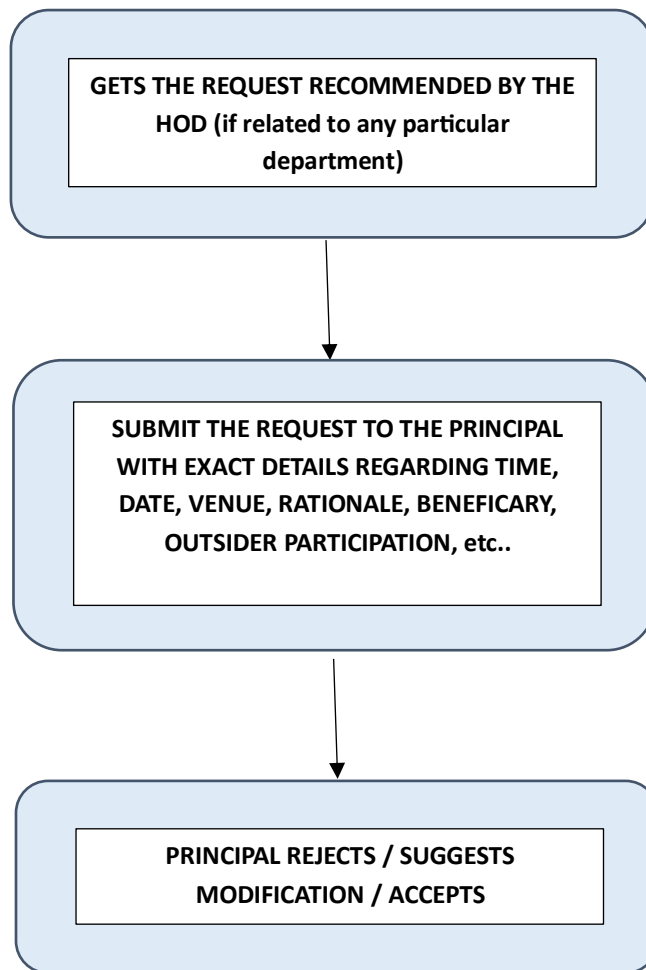 GETS THE REQUEST RECOMMENDED BY THE
HOD (if related to any particular
department)
SUBMIT THE REQUEST TO THE PRINCIPAL
WITH EXACT DETAILS REGARDING TIME,
DATE, VENUE, RATIONALE, BENEFICARY,
OUTSIDER PARTICIPATION, etc..
PRINCIPAL REJECTS / SUGGESTS
MODIFICATION / ACCEPTS